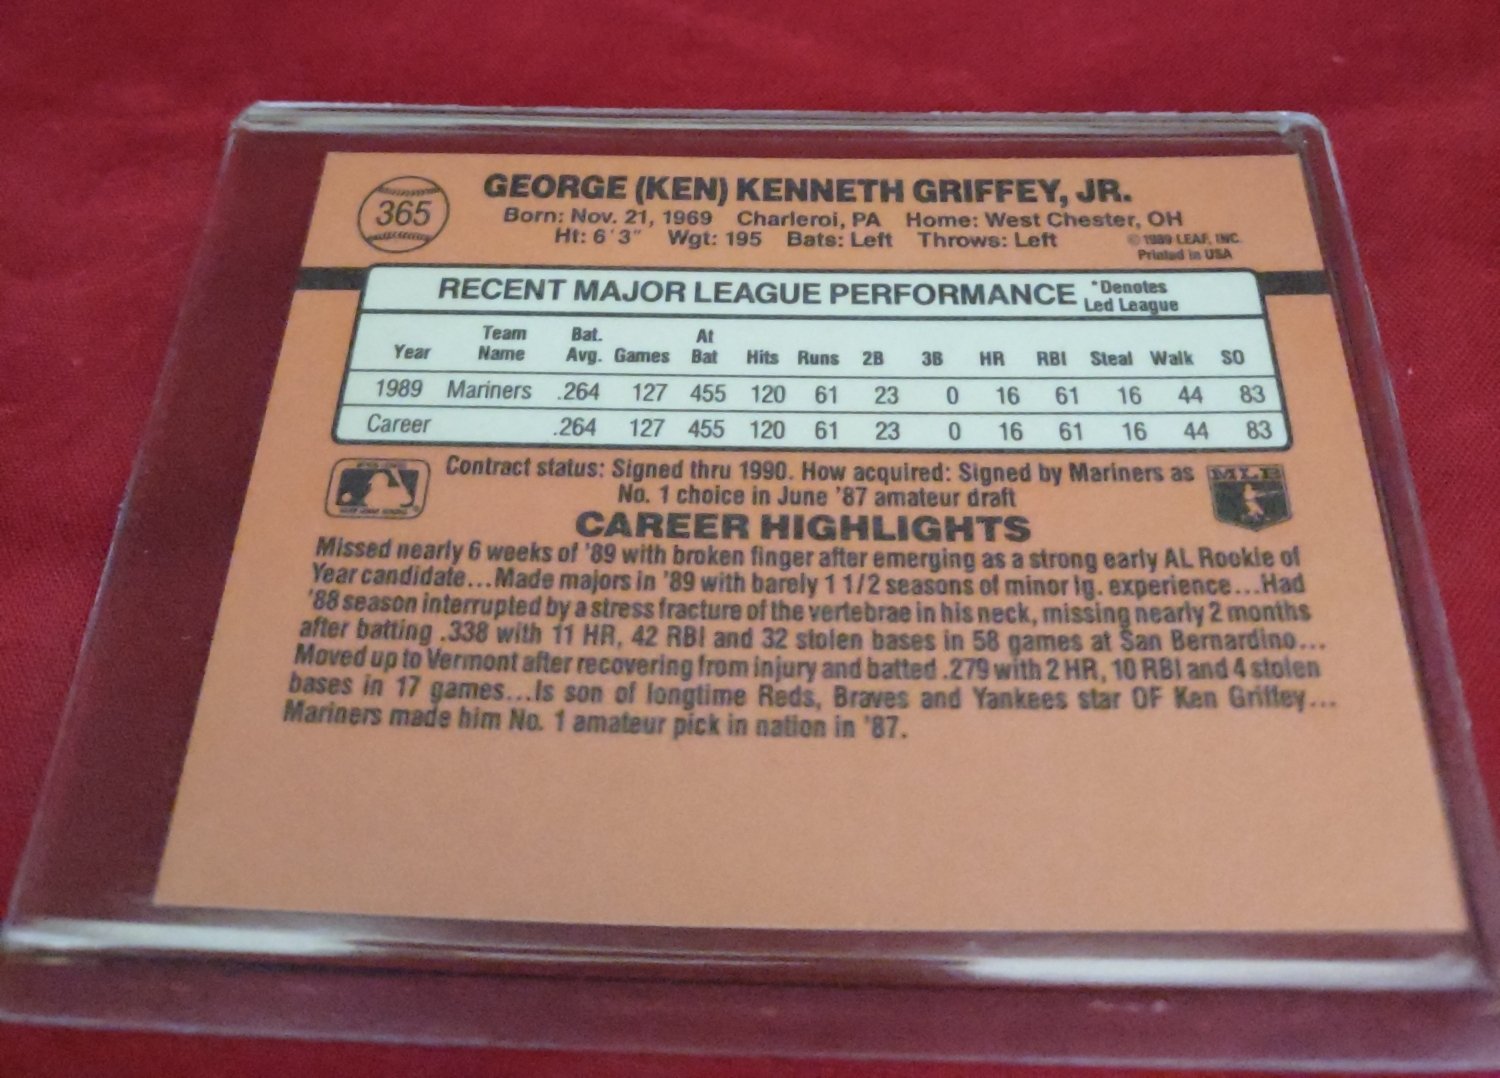 365
GEORGE (KEN) KENNETH GRIFFEY, JR.
Born: Nov. 21, 1969 Charleroi, PA Home: West Chester, OH
Ht: 6'3" Wgt: 195 Bats: Left Throws: Left
© 1989 LEAF, INC.
Printed in USA
RECENT MAJOR LEAGUE PERFORMANCE *Denotes Led League
Year Team Name Bat. Avg. Games At Bat Hits Runs 2B 3B HR RBI Steal Walk SO
1989 Mariners .264 127 455 120 61 23 0 16 61 16 44 83
Career .264 127 455 120 61 23 0 16 61 16 44 83
Contract status: Signed thru 1990. How acquired: Signed by Mariners as
No. 1 choice in June '87 amateur draft
MLB
CAREER HIGHLIGHTS
Missed nearly 6 weeks of '89 with broken finger after emerging as a strong early AL Rookie of
Year candidate...Made majors in '89 with barely 1 1/2 seasons of minor lg. experience...Had
'88 season interrupted by a stress fracture of the vertebrae in his neck, missing nearly 2 months
after batting .338 with 11 HR, 42 RBI and 32 stolen bases in 58 games at San Bernardino...
Moved up to Vermont after recovering from injury and batted .279 with 2 HR, 10 RBI and 4 stolen
bases in 17 games...Is son of longtime Reds, Braves and Yankees star OF Ken Griffey...
Mariners made him No. 1 amateur pick in nation in '87.